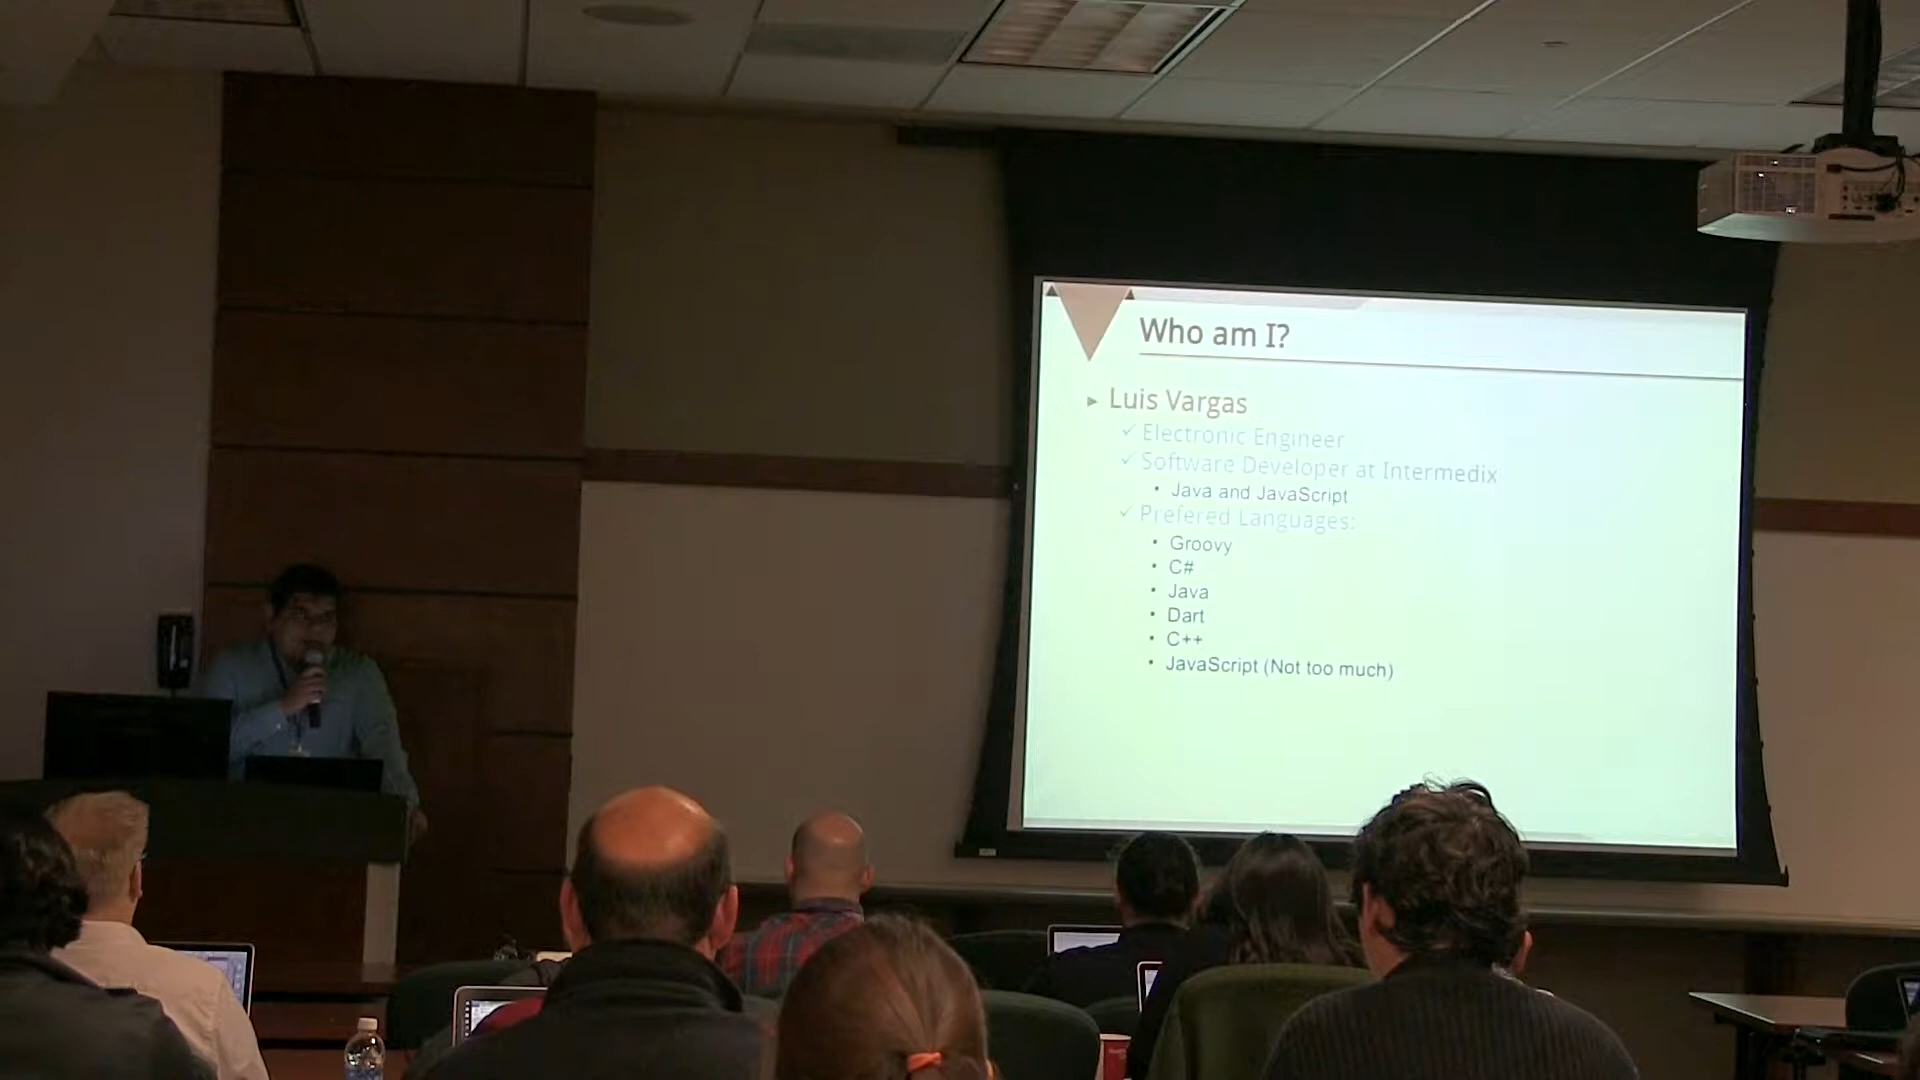 Who am I?
Luis Vargas
Electronic Engineer
Software Developer at Intermedix
Java and JavaScript
Prefered Languages:
Groovy
C#
Java
Dart
C++
JavaScript (Not too much)